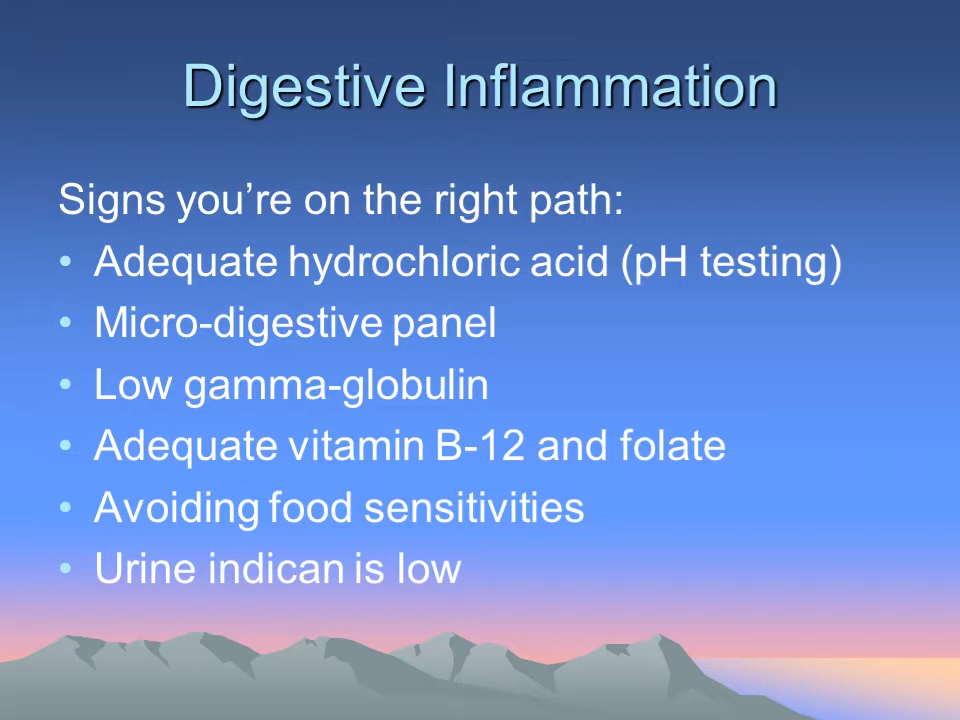 Digestive Inflammation
Signs you’re on the right path:
• Adequate hydrochloric acid (pH testing)
• Micro-digestive panel
• Low gamma-globulin
• Adequate vitamin B-12 and folate
• Avoiding food sensitivities
• Urine indican is low